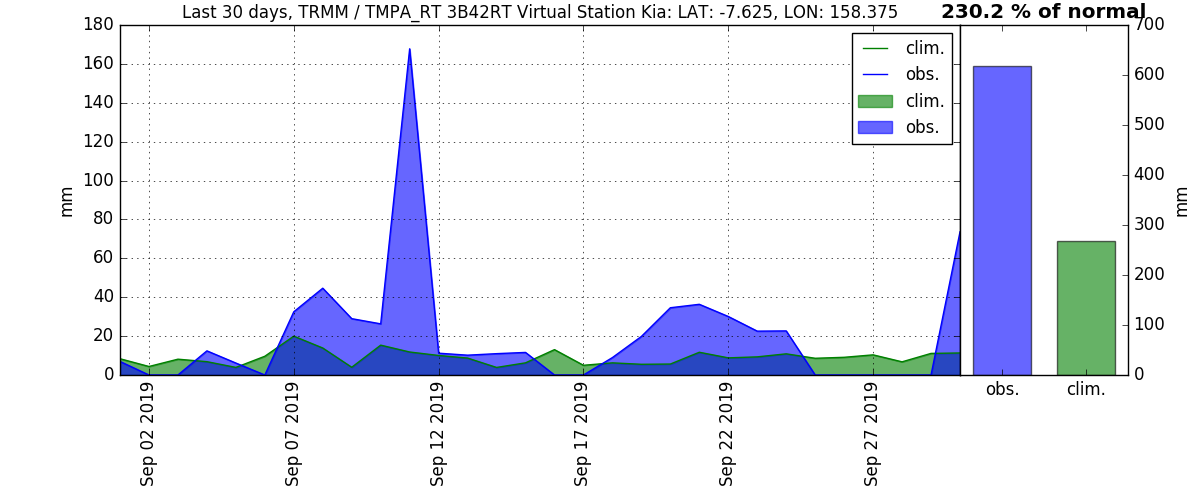 Last 30 days, TRMM / TMPA_RT 3B42RT Virtual Station Kia: LAT: -7.625, LON: 158.375
230.2 % of normal
180
160
140
120
100
80
60
40
20
0
mm
clim.
obs.
clim.
obs.
700
600
500
400
300
200
100
0
mm
Sep 02 2019
Sep 07 2019
Sep 12 2019
Sep 17 2019
Sep 22 2019
Sep 27 2019
obs.
clim.